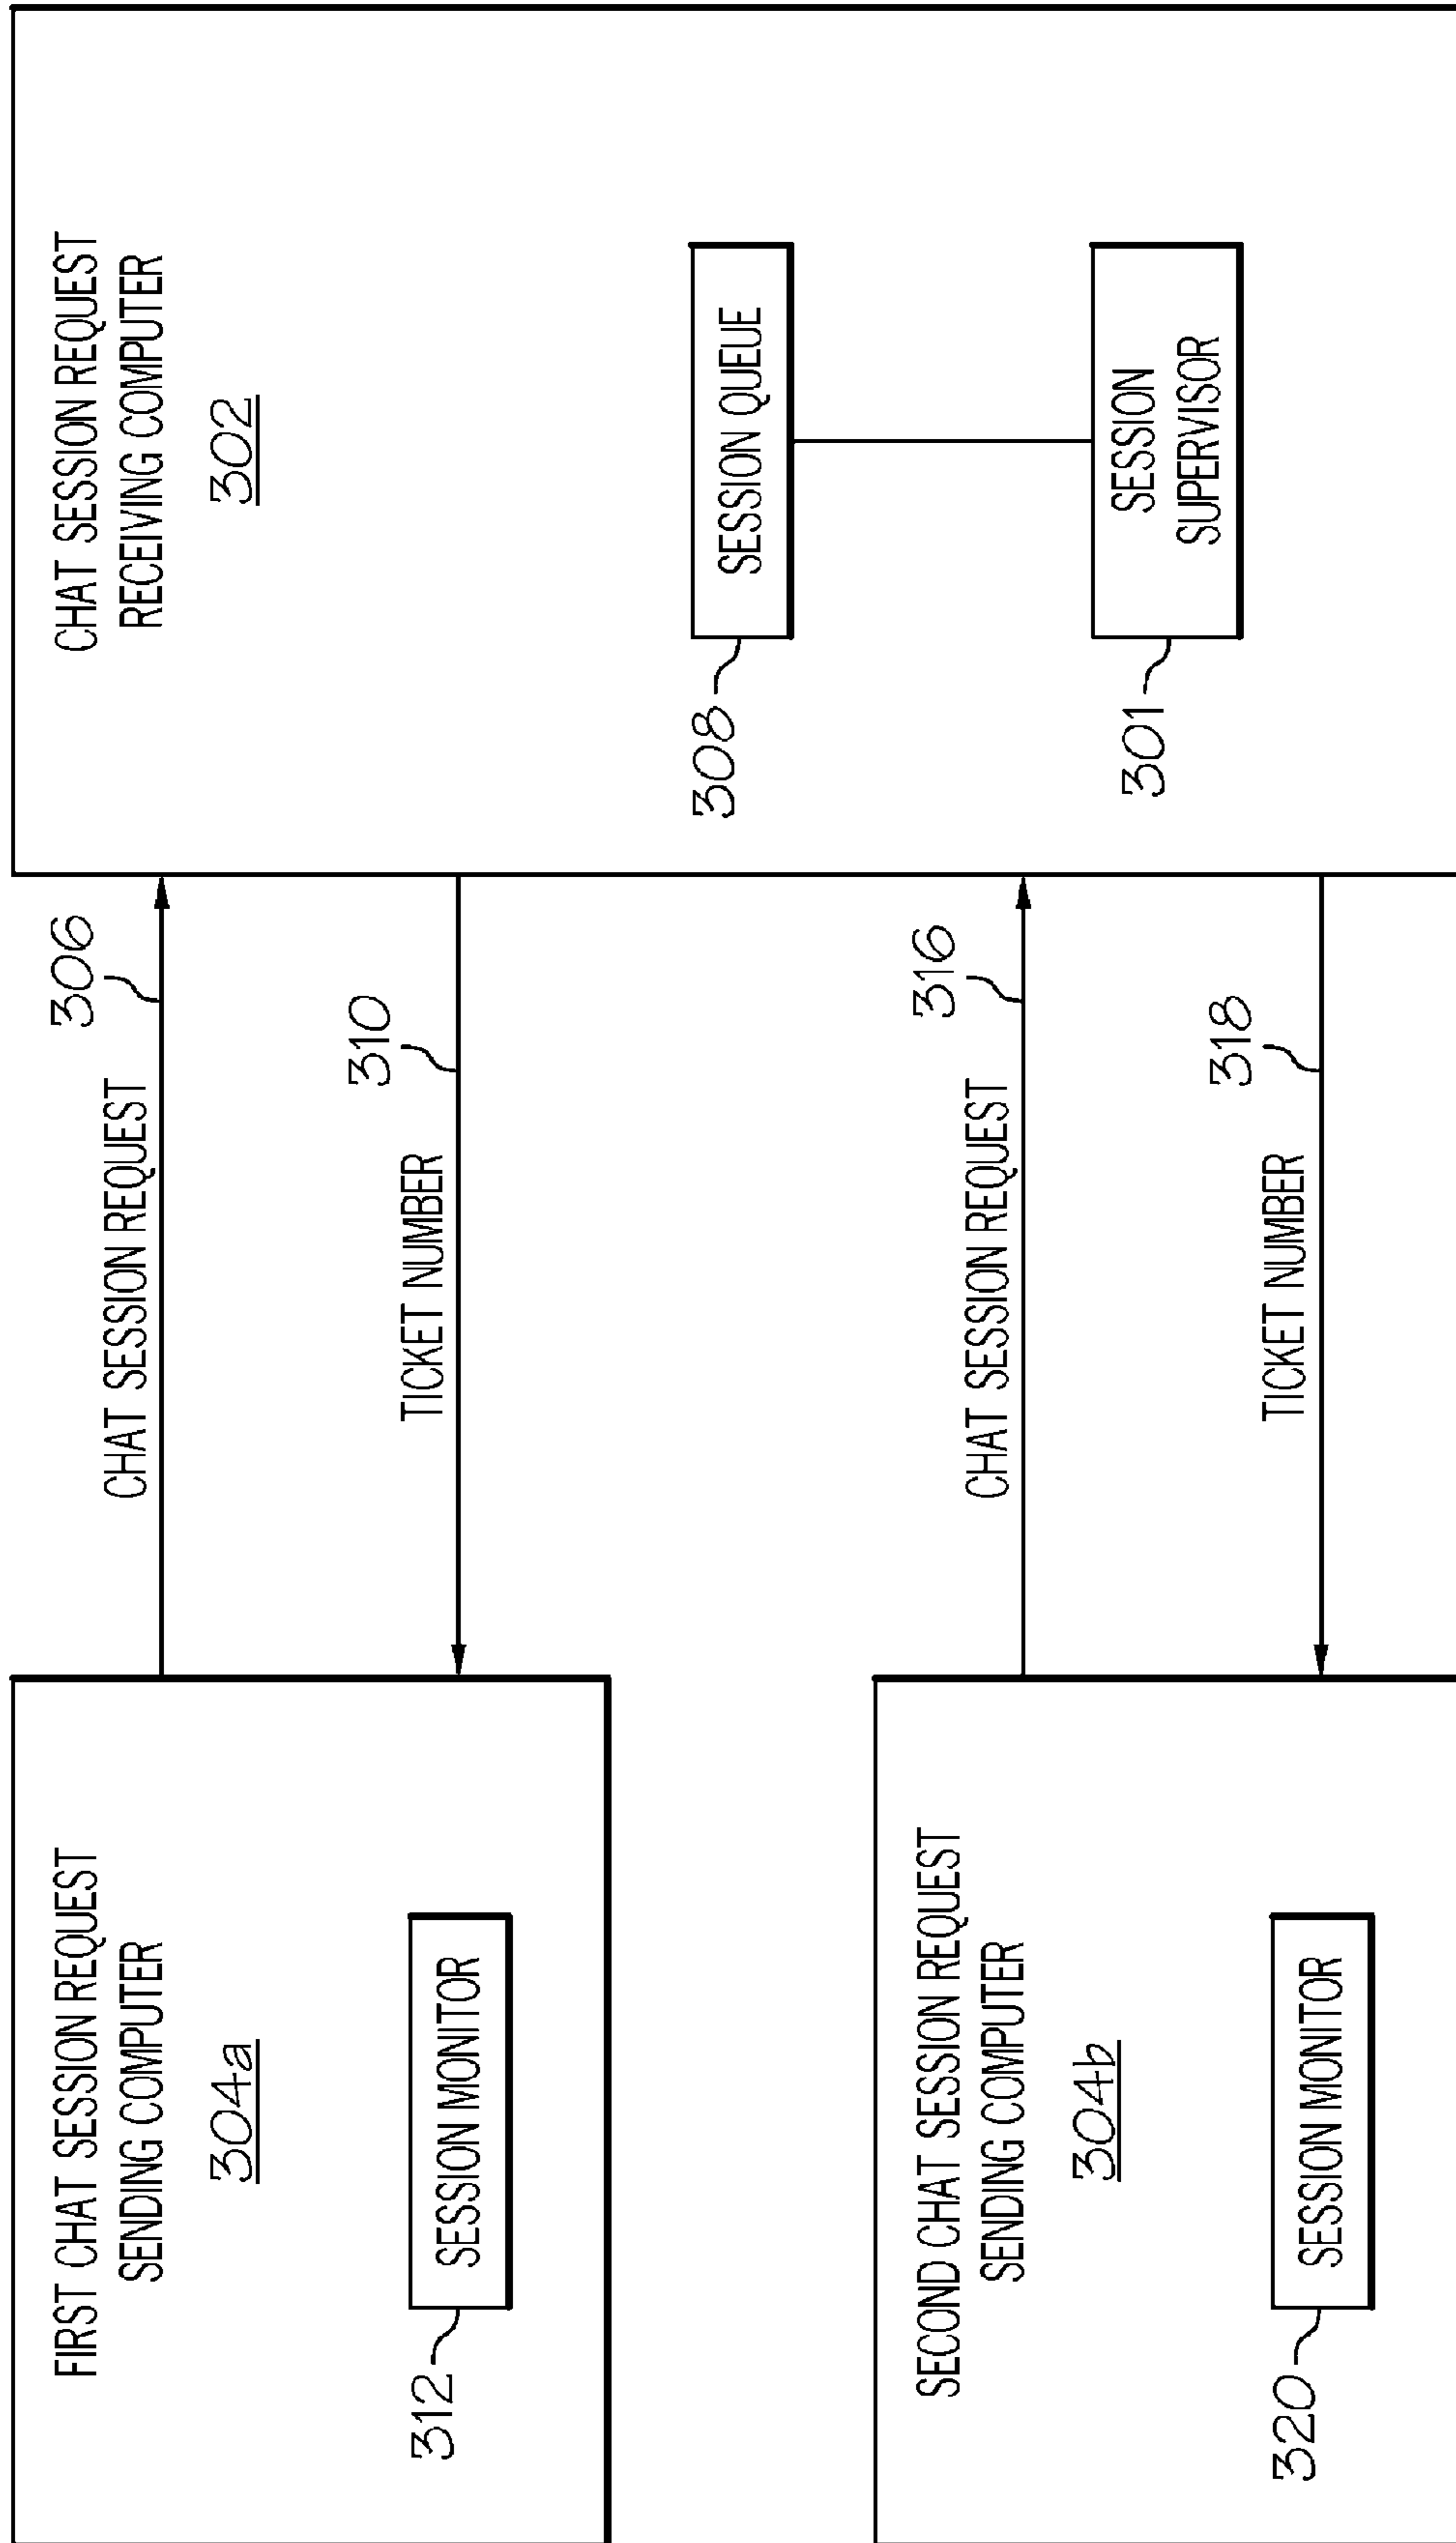 FIRST CHAT SESSION REQUEST
SENDING COMPUTER
304a
SESSION MONITOR
312
CHAT SESSION REQUEST
306
TICKET NUMBER
310
CHAT SESSION REQUEST
RECEIVING COMPUTER
302
SESSION QUEUE
308
SESSION
SUPERVISOR
301
SECOND CHAT SESSION REQUEST
SENDING COMPUTER
304b
SESSION MONITOR
320
CHAT SESSION REQUEST
316
TICKET NUMBER
318